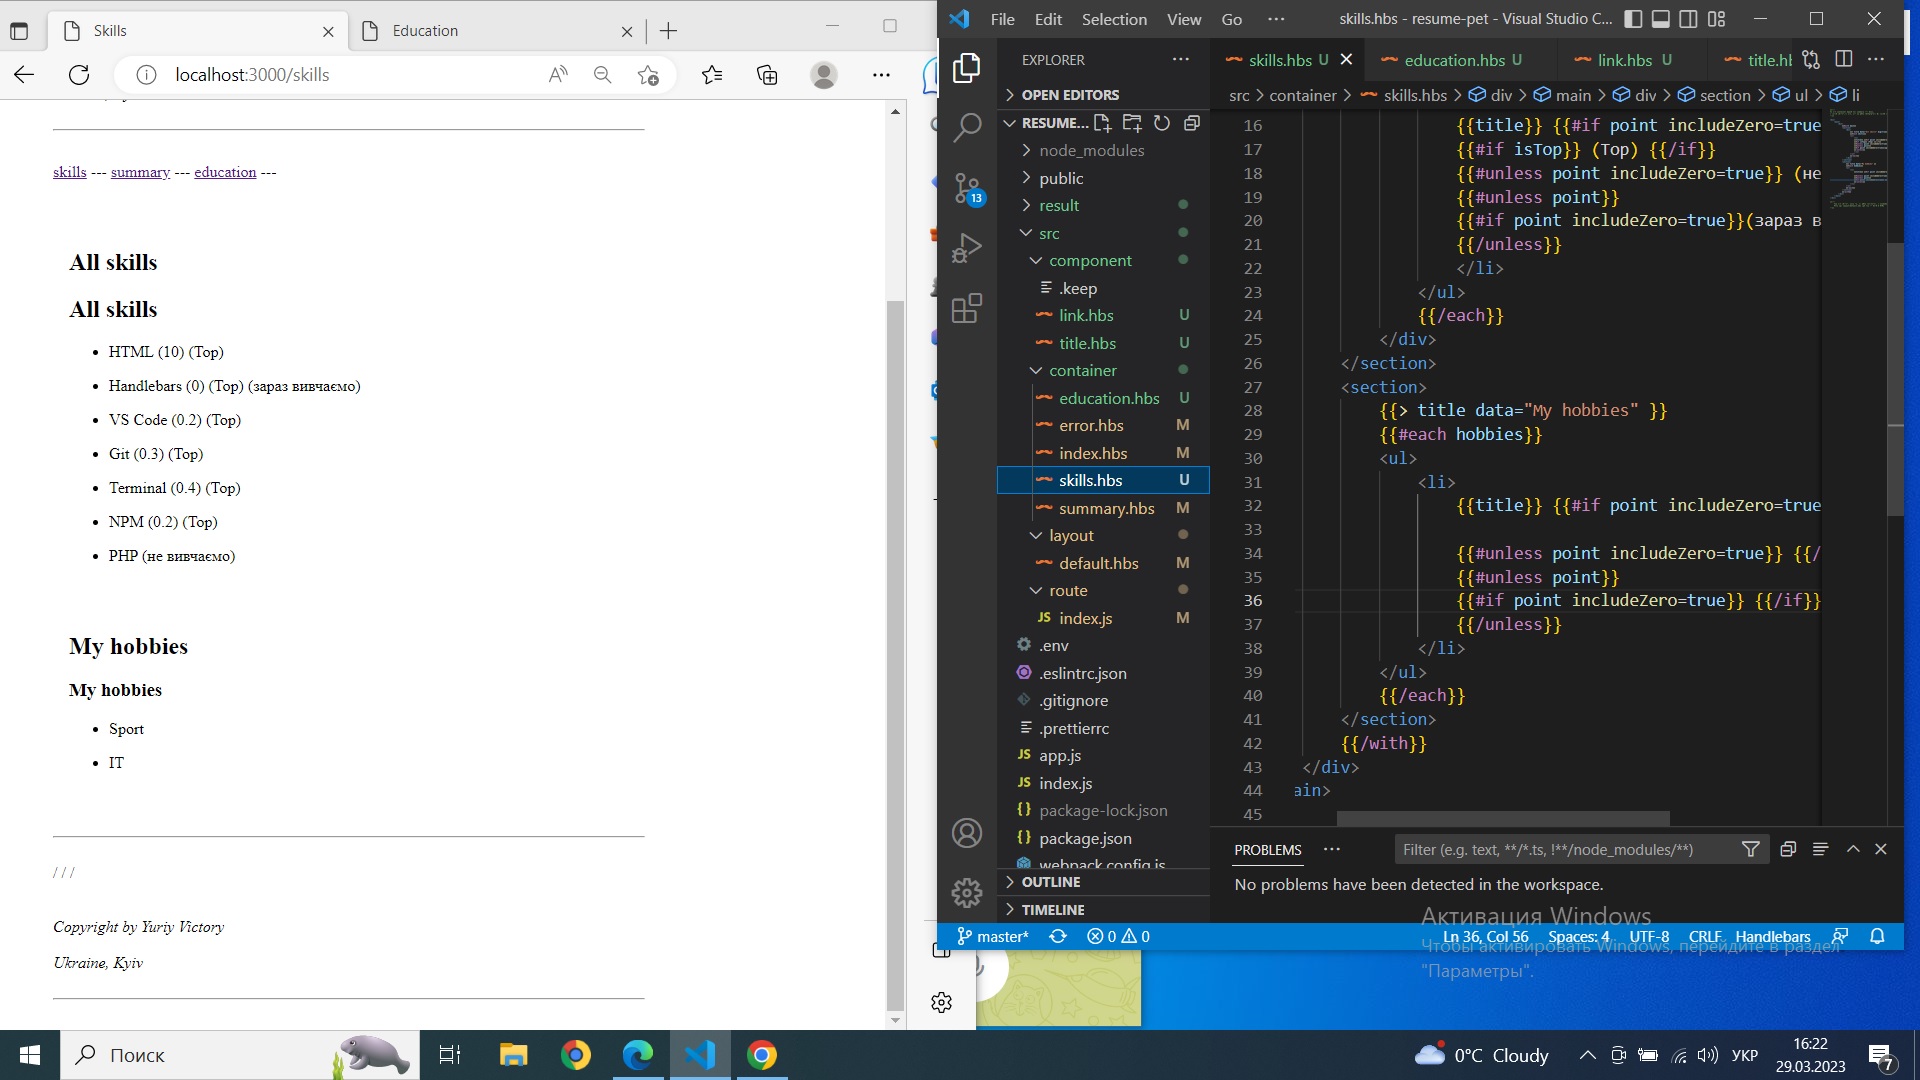 Skills
Education
localhost:3000/skills
skills --- summary --- education ---
All skills
All skills
• HTML (10) (Top)
• Handlebars (0) (Top) (зараз вивчаємо)
• VS Code (0.2) (Top)
• Git (0.3) (Top)
• Terminal (0.4) (Top)
• NPM (0.2) (Top)
• PHP (не вивчаємо)
My hobbies
My hobbies
• Sport
• IT
/ / /
Copyright by Yuriy Victory
Ukraine, Kyiv
File Edit Selection View Go ···
skills.hbs - resume-pet - Visual Studio C...
EXPLORER
OPEN EDITORS
RESUME...
node_modules
public
result
src
component
.keep
link.hbs U
title.hbs U
container
education.hbs U
error.hbs M
index.hbs M
skills.hbs U
summary.hbs M
layout
default.hbs M
route
JS index.js M
.env
.eslintrc.json
.gitignore
.prettierrc
JS app.js
JS index.js
{} package-lock.json
{} package.json
webpack.config.js
OUTLINE
TIMELINE
13
skills.hbs U
education.hbs U
link.hbs U
title.hb
src > container > skills.hbs > div > main > div > section > ul > li
16 {{title}} {{#if point includeZero=true
17 {{#if isTop}} (Top) {{/if}}
18 {{#unless point includeZero=true}} (не
19 {{#unless point}}
20 {{#if point includeZero=true}}(зараз в
21 {{/unless}}
22 </li>
23 </ul>
24 {{/each}}
25 </div>
26 </section>
27 <section>
28 {{> title data="My hobbies" }}
29 {{#each hobbies}}
30 <ul>
31 <li>
32 {{title}} {{#if point includeZero=true
33
34 {{#unless point includeZero=true}} {{/
35 {{#unless point}}
36 {{#if point includeZero=true}} {{/if}}
37 {{/unless}}
38 </li>
39 </ul>
40 {{/each}}
41 </section>
42 {{/with}}
43 </div>
44 ain>
45
PROBLEMS ···
Filter (e.g. text, **/*.ts, !**/node_modules/**)
No problems have been detected in the workspace.
Активация Windows
Чтобы активировать Windows, перейдите в раздел
"Параметры".
master* 0 0
Ln 36, Col 56 Spaces: 4 UTF-8 CRLF Handlebars
Поиск
0°C Cloudy
УКР
16:22
29.03.2023
7